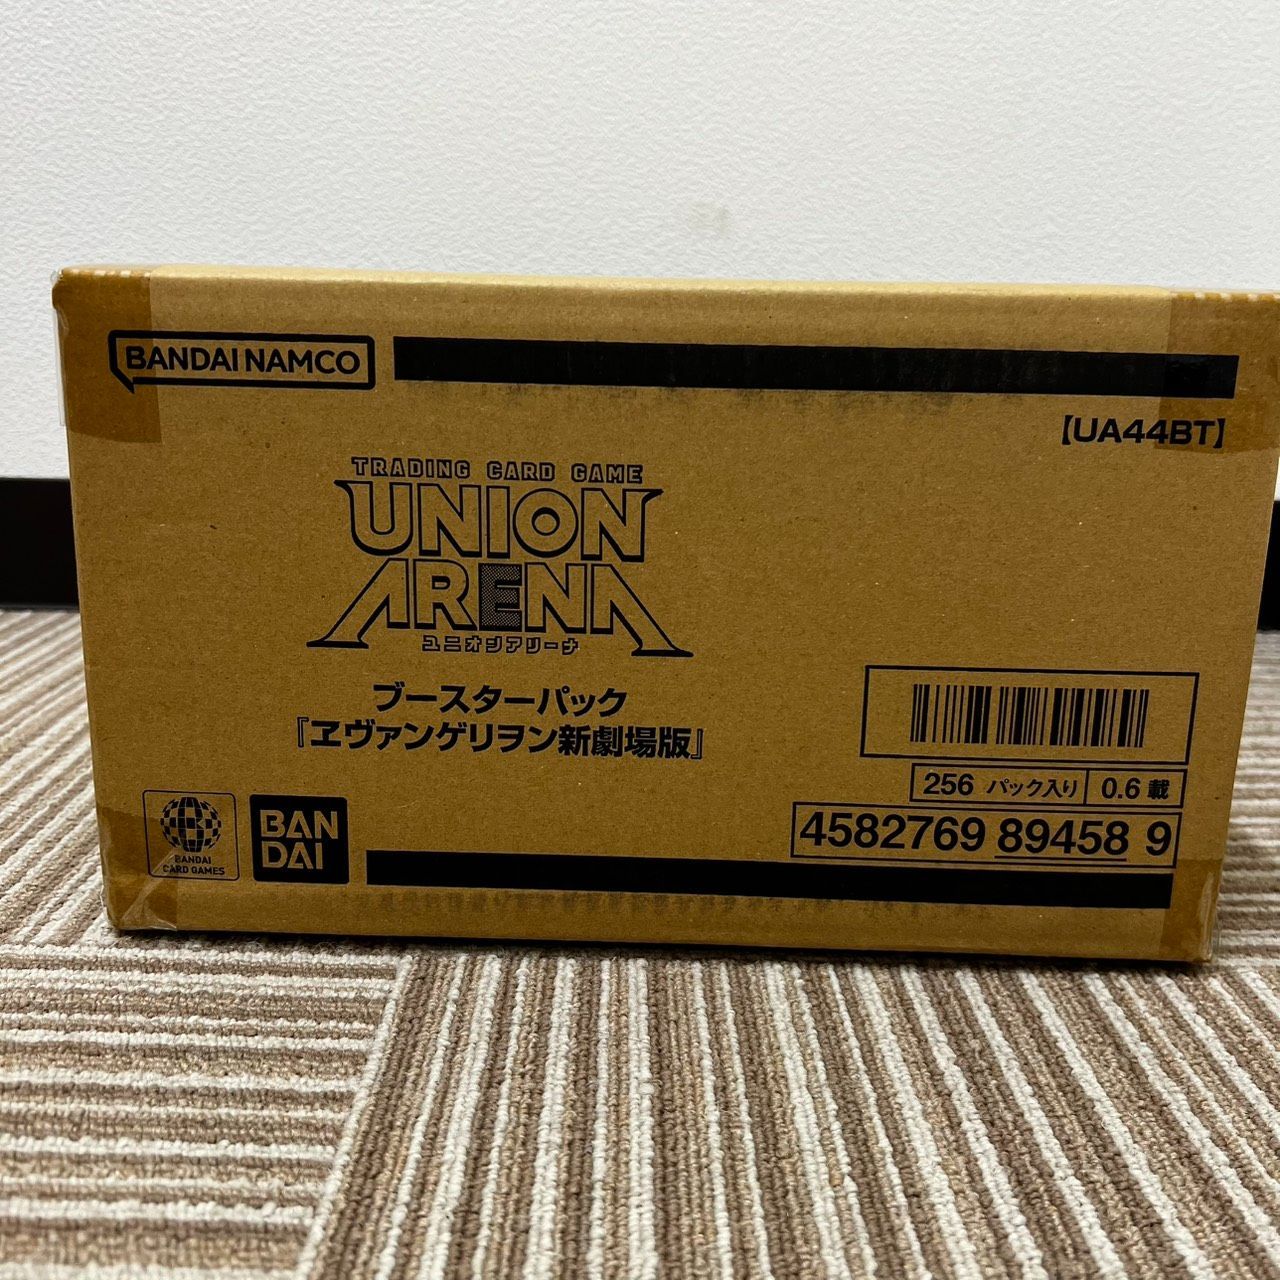 BANDAI NAMCO
【UA44BT】
TRADING CARD GAME
UNION
ARENA
ユニオンアリーナ
ブースターパック
『ヱヴァンゲリヲン新劇場版』
256 パック入り 0.6 載
4582769 89458 9
BANDAI
CARD GAMES
BAN
DAI